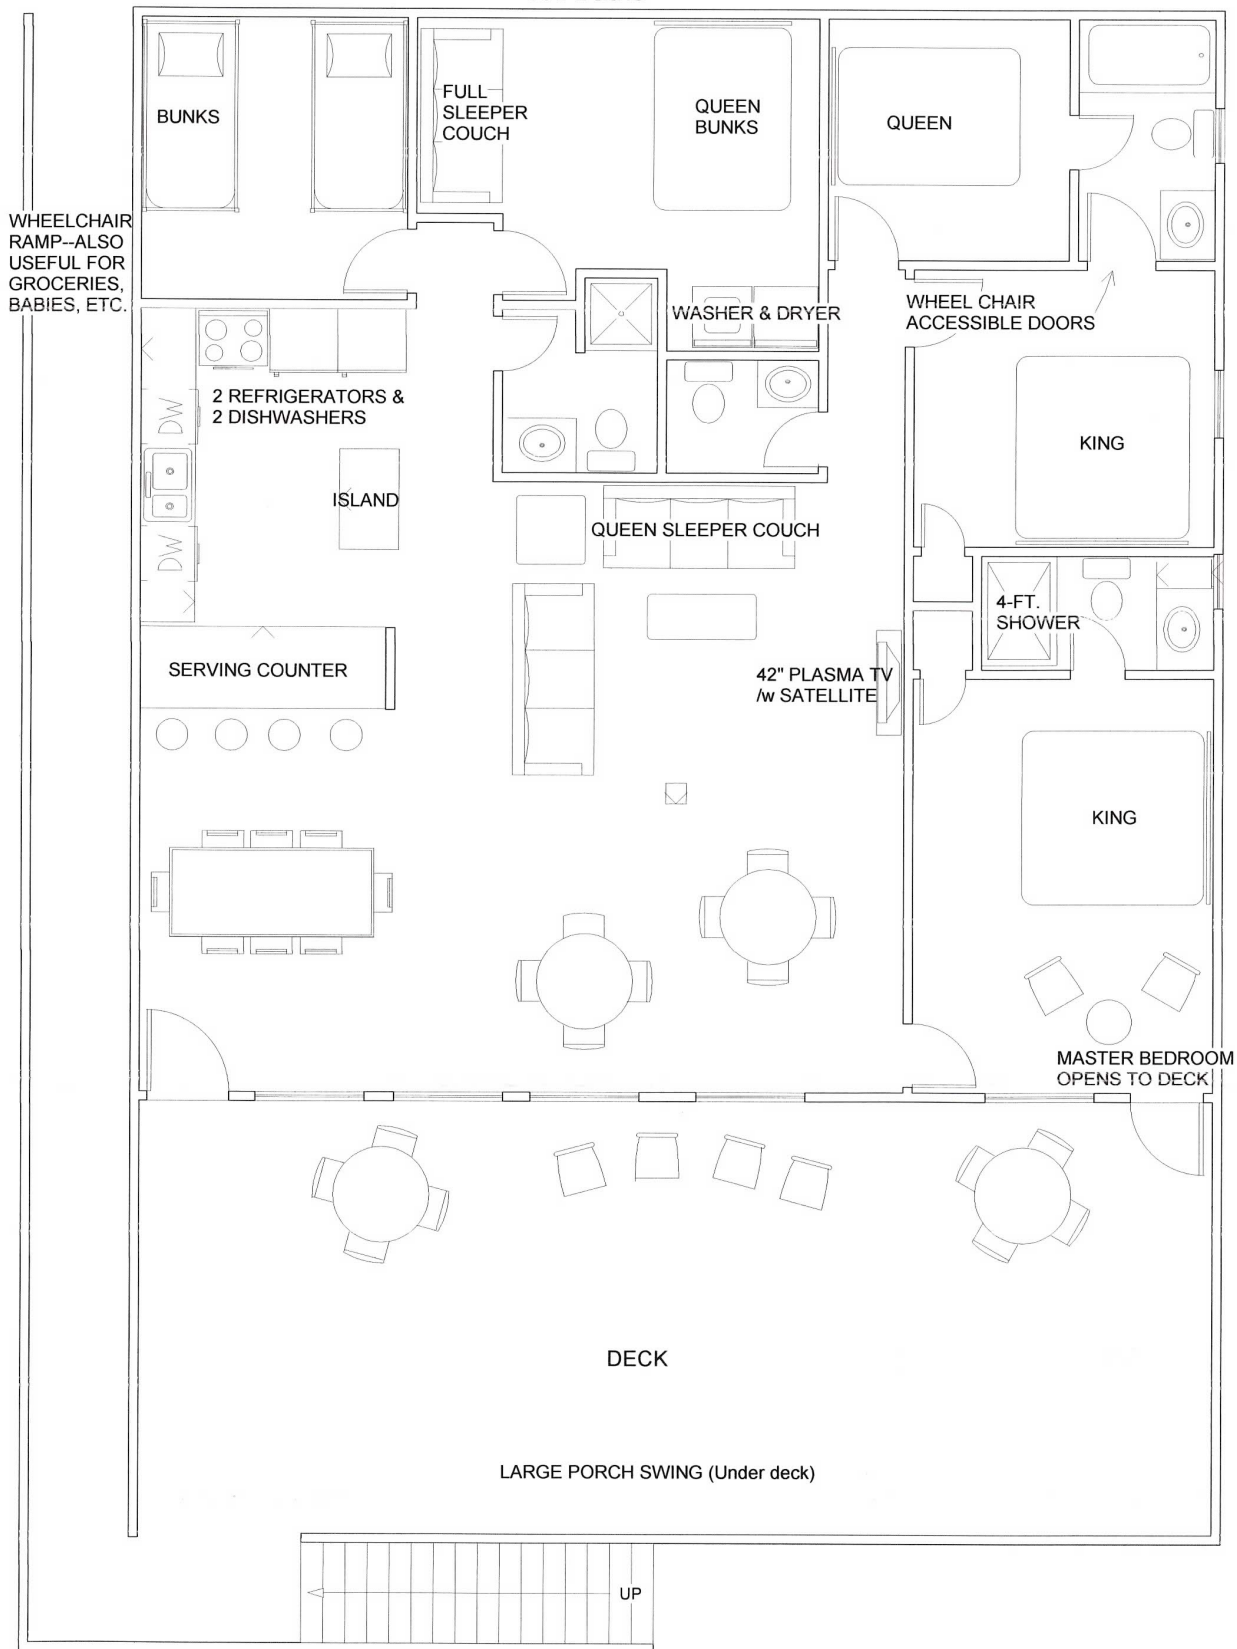 BUNKS
FULL
SLEEPER
COUCH
QUEEN
BUNKS
QUEEN
WHEELCHAIR
RAMP--ALSO
USEFUL FOR
GROCERIES,
BABIES, ETC.
WASHER & DRYER
WHEEL CHAIR
ACCESSIBLE DOORS
2 REFRIGERATORS &
2 DISHWASHERS
DW
KING
ISLAND
QUEEN SLEEPER COUCH
DW
4-FT.
SHOWER
SERVING COUNTER
42" PLASMA TV
/w SATELLITE
KING
MASTER BEDROOM
OPENS TO DECK
DECK
LARGE PORCH SWING (Under deck)
UP